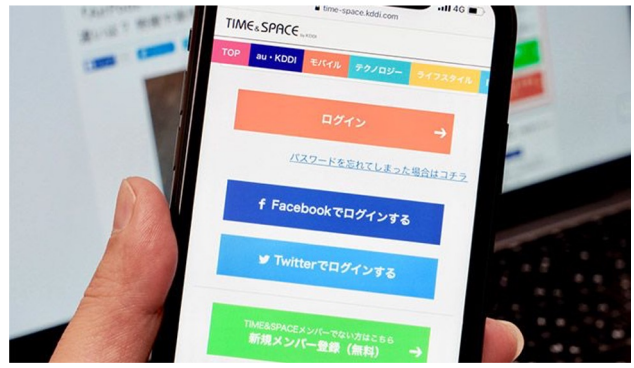 time-space.kddi.com
4G
TIME&SPACE by KDDI
TOP
au・KDDI
モバイル
テクノロジー
ライフスタイル
ログイン
パスワードを忘れてしまった場合はコチラ
Facebookでログインする
Twitterでログインする
TIME&SPACEメンバーでない方はこちら
新規メンバー登録（無料）